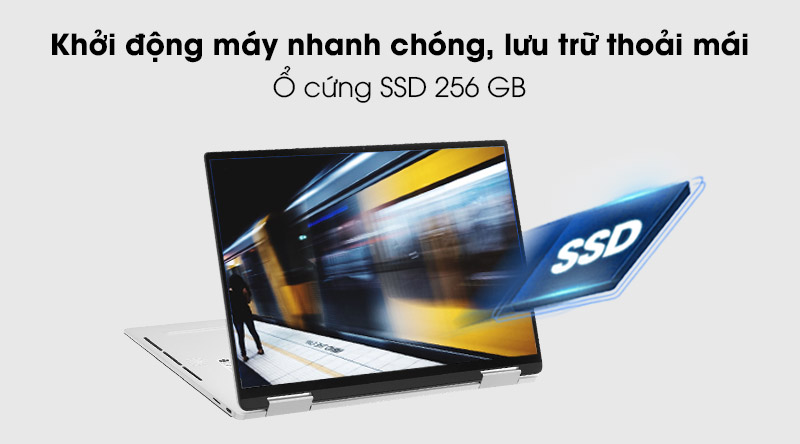 Khởi động máy nhanh chóng, lưu trữ thoải mái
Ổ cứng SSD 256 GB
SSD